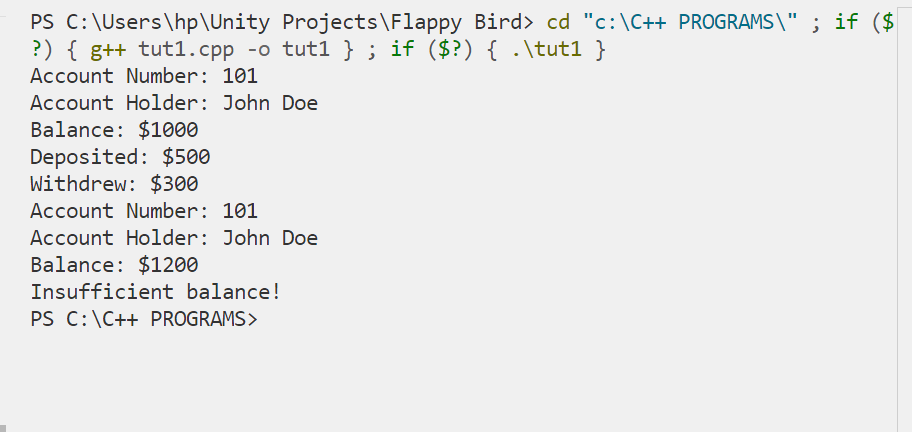 PS C:\Users\hp\Unity Projects\Flappy Bird> cd "c:\C++ PROGRAMS\" ; if ($
?) { g++ tut1.cpp -o tut1 } ; if ($?) { .\tut1 }
Account Number: 101
Account Holder: John Doe
Balance: $1000
Deposited: $500
Withdrew: $300
Account Number: 101
Account Holder: John Doe
Balance: $1200
Insufficient balance!
PS C:\C++ PROGRAMS>